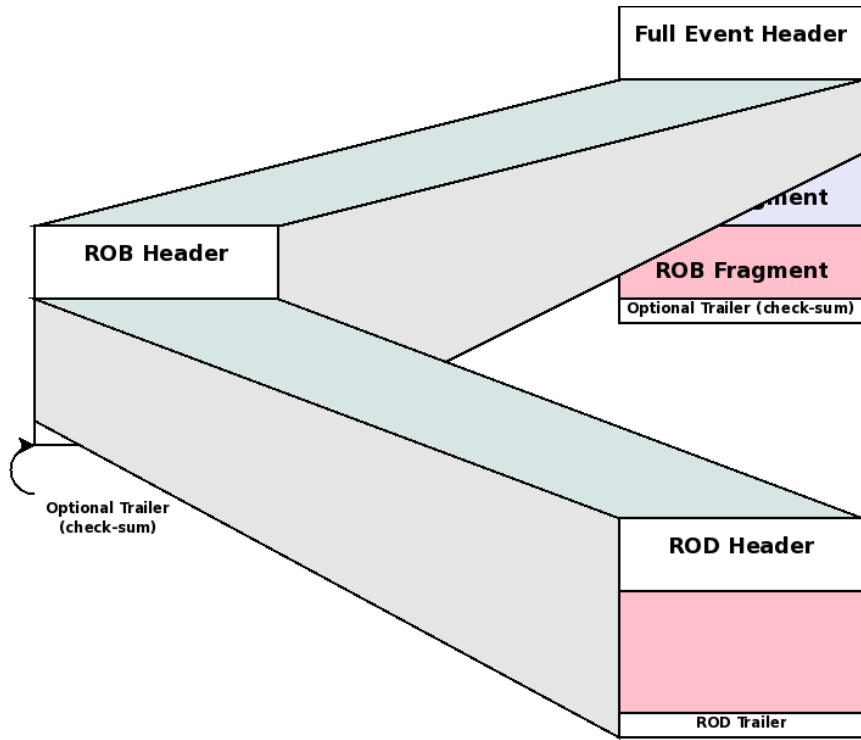 Full Event Header
ROB Header
ROB Fragment
Optional Trailer (check-sum)
Optional Trailer
(check-sum)
ROD Header
ROD Trailer